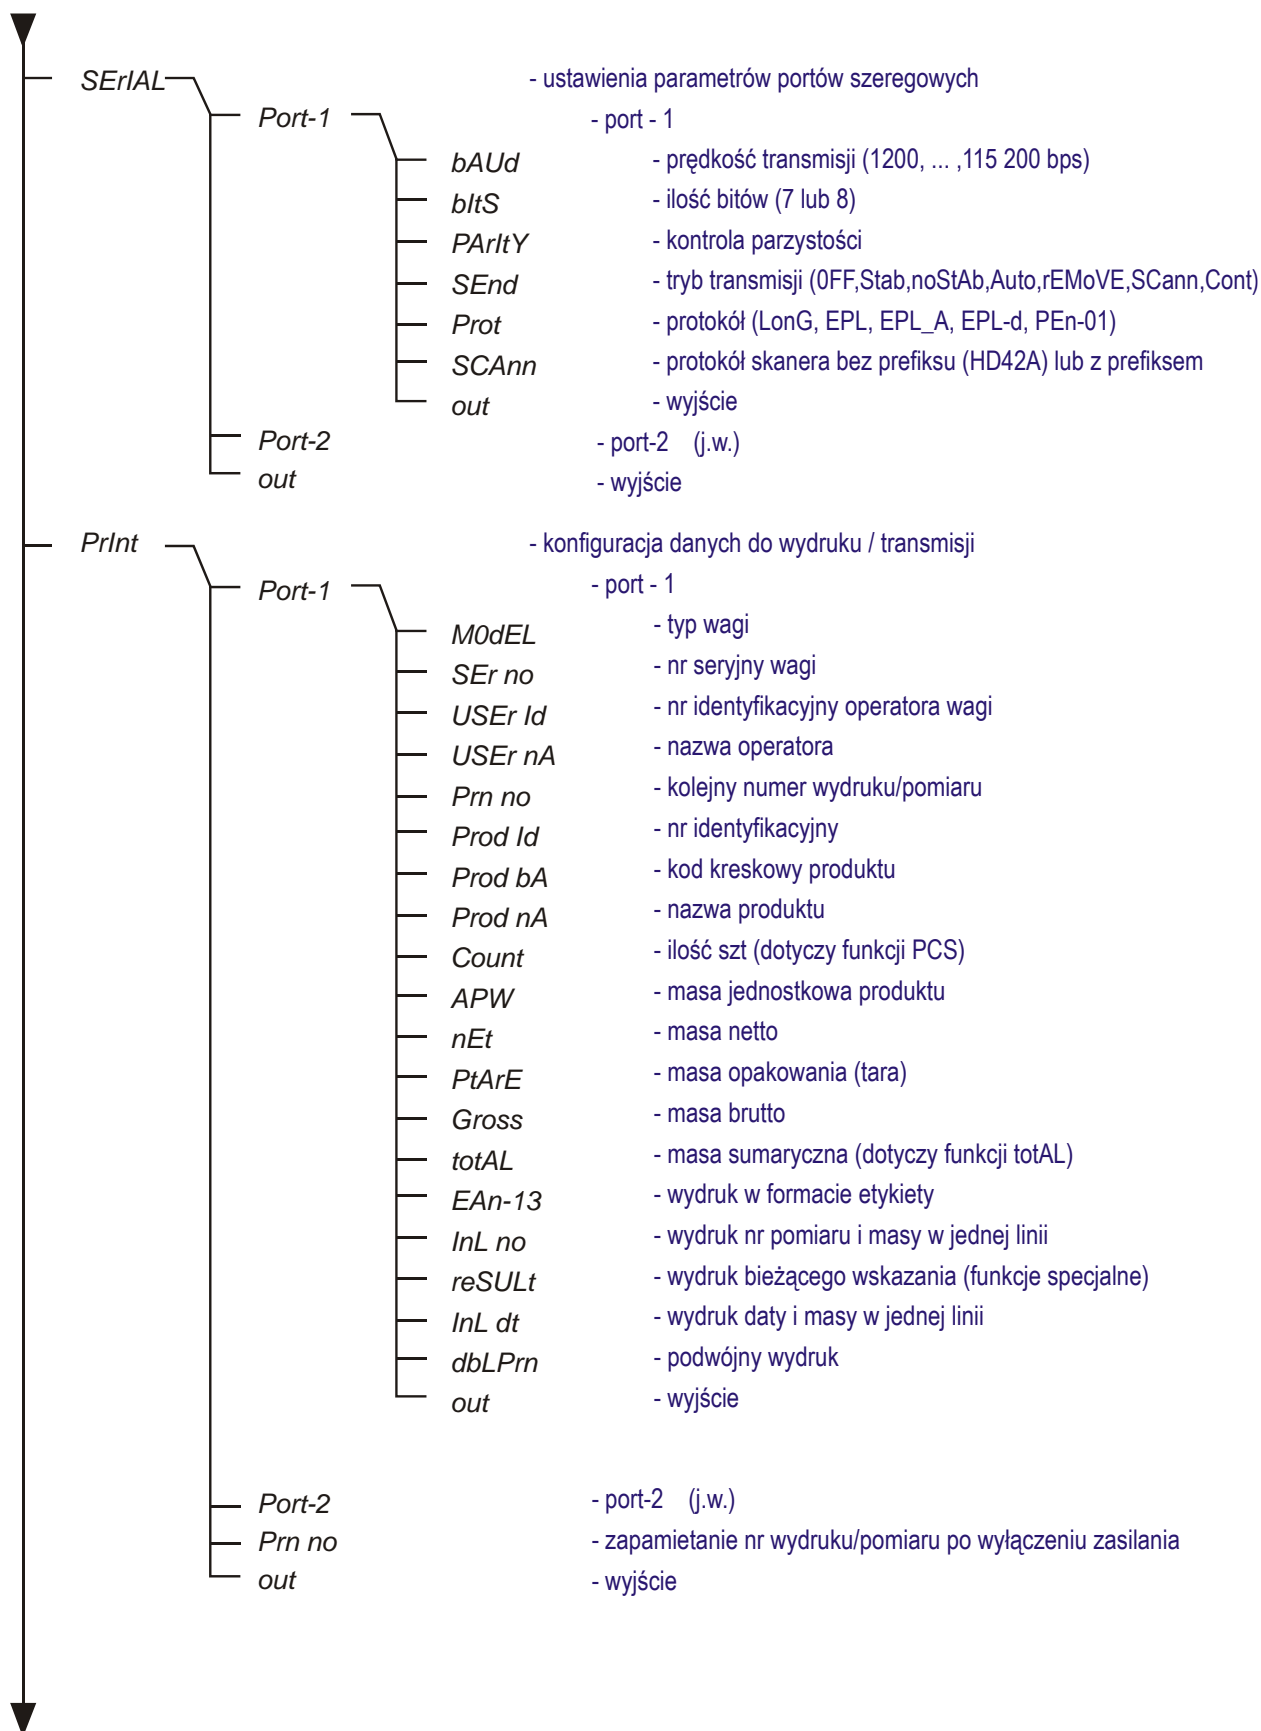 SErIAL - ustawienia parametrów portów szeregowych
Port-1 - port - 1
bAUd - prędkość transmisji (1200, ... ,115 200 bps)
bItS - ilość bitów (7 lub 8)
PArItY - kontrola parzystości
SEnd - tryb transmisji (0FF,Stab,noStAb,Auto,rEMoVE,SCann,Cont)
Prot - protokół (LonG, EPL, EPL_A, EPL-d, PEn-01)
SCAnn - protokół skanera bez prefiksu (HD42A) lub z prefiksem
out - wyjście
Port-2 - port-2 (j.w.)
out - wyjście
PrInt - konfiguracja danych do wydruku / transmisji
Port-1 - port - 1
M0dEL - typ wagi
SEr no - nr seryjny wagi
USEr Id - nr identyfikacyjny operatora wagi
USEr nA - nazwa operatora
Prn no - kolejny numer wydruku/pomiaru
Prod Id - nr identyfikacyjny
Prod bA - kod kreskowy produktu
Prod nA - nazwa produktu
Count - ilość szt (dotyczy funkcji PCS)
APW - masa jednostkowa produktu
nEt - masa netto
PtArE - masa opakowania (tara)
Gross - masa brutto
totAL - masa sumaryczna (dotyczy funkcji totAL)
EAn-13 - wydruk w formacie etykiety
InL no - wydruk nr pomiaru i masy w jednej linii
reSULt - wydruk bieżącego wskazania (funkcje specjalne)
InL dt - wydruk daty i masy w jednej linii
dbLPrn - podwójny wydruk
out - wyjście
Port-2 - port-2 (j.w.)
Prn no - zapamietanie nr wydruku/pomiaru po wyłączeniu zasilania
out - wyjście